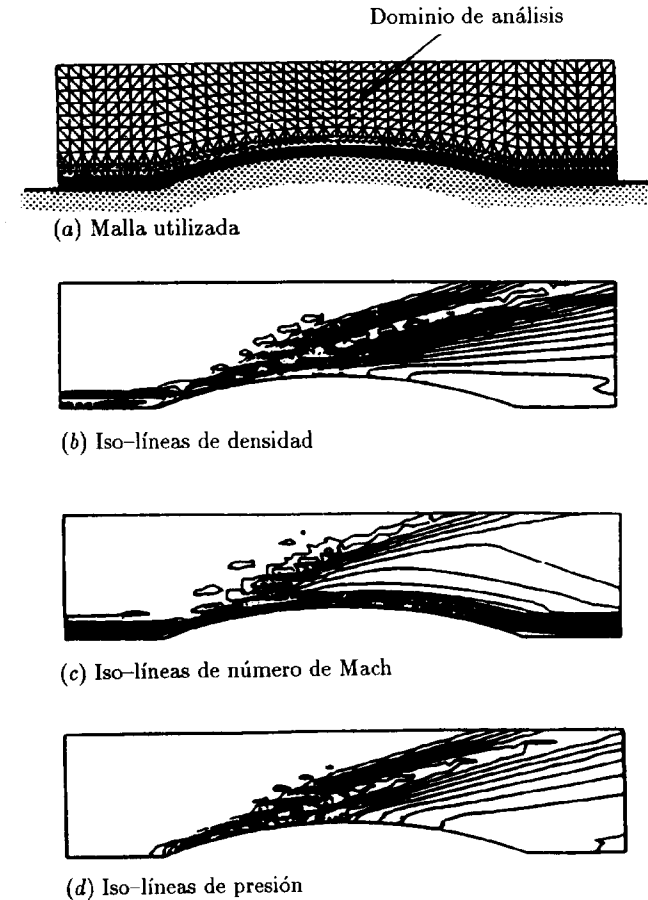 Dominio de análisis
(a) Malla utilizada
(b) Iso–líneas de densidad
(c) Iso–líneas de número de Mach
(d) Iso–líneas de presión